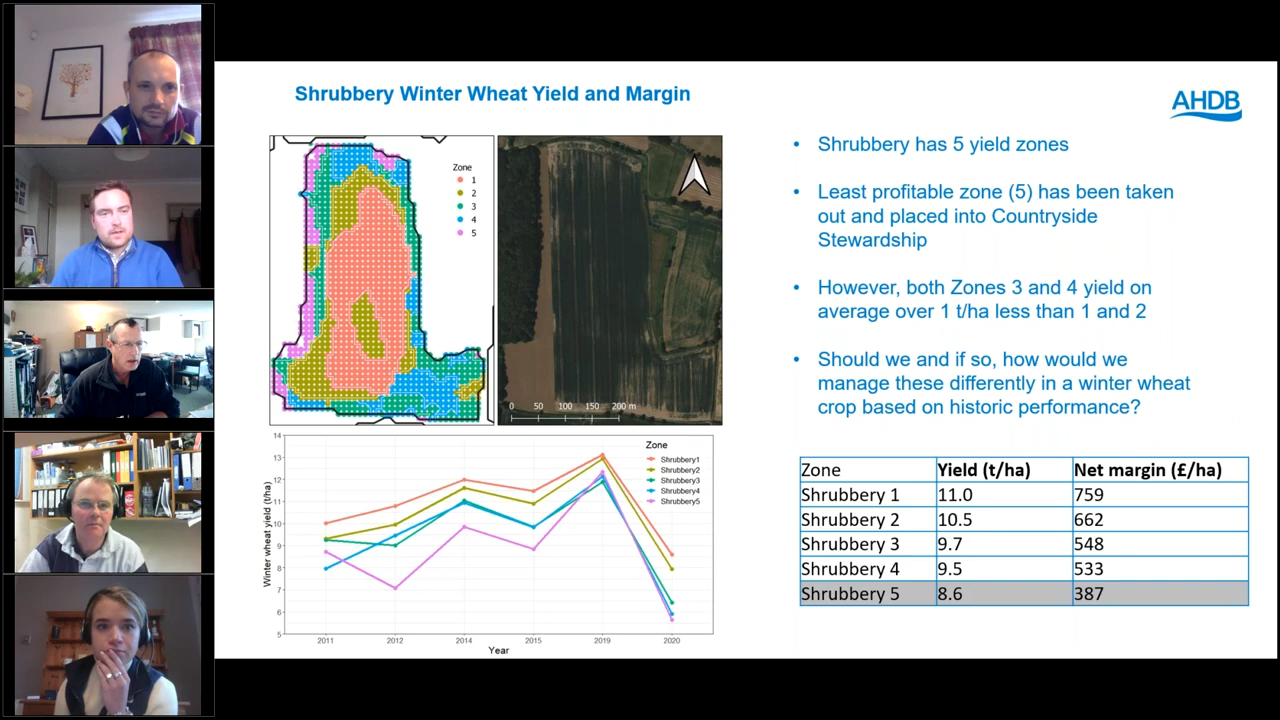 Shrubbery Winter Wheat Yield and Margin
AHDB
Zone
1
2
3
4
5
0 50 100 150 200 m
• Shrubbery has 5 yield zones
• Least profitable zone (5) has been taken
out and placed into Countryside
Stewardship
• However, both Zones 3 and 4 yield on
average over 1 t/ha less than 1 and 2
• Should we and if so, how would we
manage these differently in a winter wheat
crop based on historic performance?
Winter wheat yield (t/ha)
14
13
12
11
10
9
8
7
6
5
2011 2012 2014 2015 2019 2020
Year
Zone
Shrubbery1
Shrubbery2
Shrubbery3
Shrubbery4
Shrubbery5
Zone Yield (t/ha) Net margin (£/ha)
Shrubbery 1 11.0 759
Shrubbery 2 10.5 662
Shrubbery 3 9.7 548
Shrubbery 4 9.5 533
Shrubbery 5 8.6 387